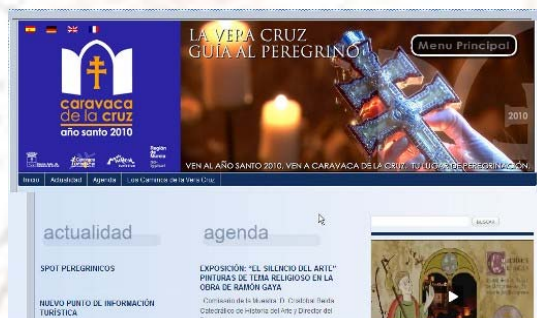 LA VERA CRUZ
GUÍA AL PEREGRINO
Menu Principal
caravaca
de la cruz
año santo 2010
Región
de
Murcia
2010
VEN AL AÑO SANTO 2010, VEN A CARAVACA DE LA CRUZ. TU LUGAR DE PEREGRINACIÓN.
Inicio
Actualidad
Agenda
Los Caminos de la Vera Cruz
BUSCAR
actualidad
agenda
SPOT PEREGRINICOS
EXPOSICIÓN: "EL SILENCIO DEL ARTE"
PINTURAS DE TEMA RELIGIOSO EN LA
OBRA DE RAMÓN GAYA
NUEVO PUNTO DE INFORMACIÓN
TURÍSTICA
Comisario de la Muestra: D. Cristóbal Belda
Catedrático de Historia del Arte y Director del